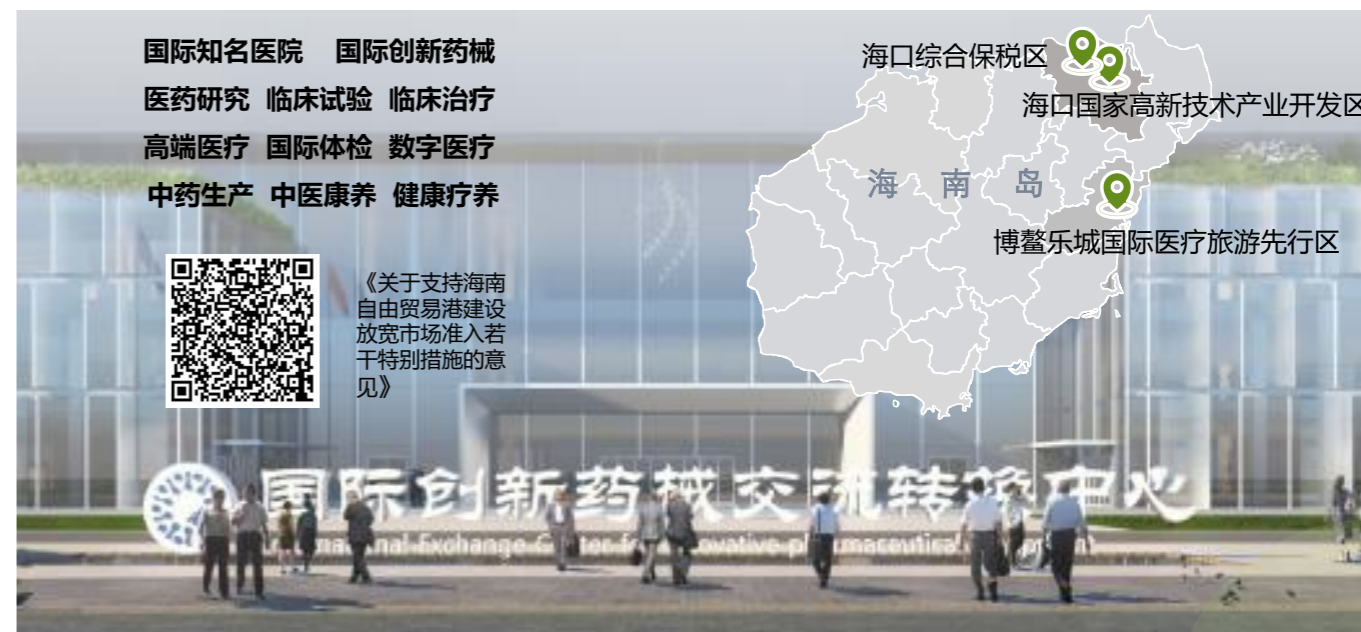 国际知名医院 国际创新药械
医药研究 临床试验 临床治疗
高端医疗 国际体检 数字医疗
中药生产 中医康养 健康疗养
《关于支持海南
自由贸易港建设
放宽市场准入若
干特别措施的意
见》
海口综合保税区
海口国家高新技术产业开发区
海南岛
博鳌乐城国际医疗旅游先行区
国际创新药械交流转换中心
Exchange